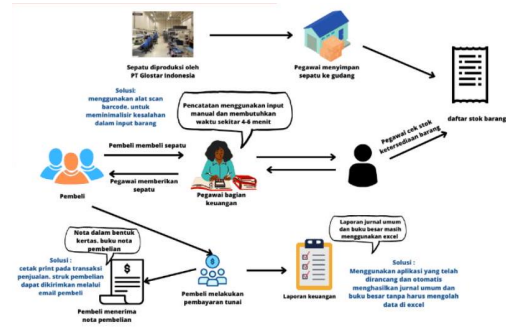 Sepatu diproduksi oleh
PT Glostar Indonesia
Pegawai menyimpan
sepatu ke gudang
daftar stok barang
Solusi:
menggunakan alat scan
barcode, untuk
meminimalisir kesalahan
dalam input barang
Pencatatan menggunakan input
manual dan membutuhkan
waktu sekitar 4-6 menit
Pegawai cek stok
ketersediaan barang
Pembeli membeli sepatu
Pegawai memberikan
sepatu
Pembeli
Pegawai bagian
keuangan
Nota dalam bentuk
kertas, buku nota
pembelian
Laporan jurnal umum
dan buku besar masih
menggunakan excel
Solusi :
cetak print pada transaksi
penjualan. struk pembelian
dapat dikirimkan melalui
email pembeli
$
Pembeli menerima
nota pembelian
Pembeli melakukan
pembayaran tunai
Laporan keuangan
Solusi :
Menggunakan aplikasi yang telah
dirancang dan otomatis
menghasilkan jurnal umum dan
buku besar tanpa harus mengolah
data di excel